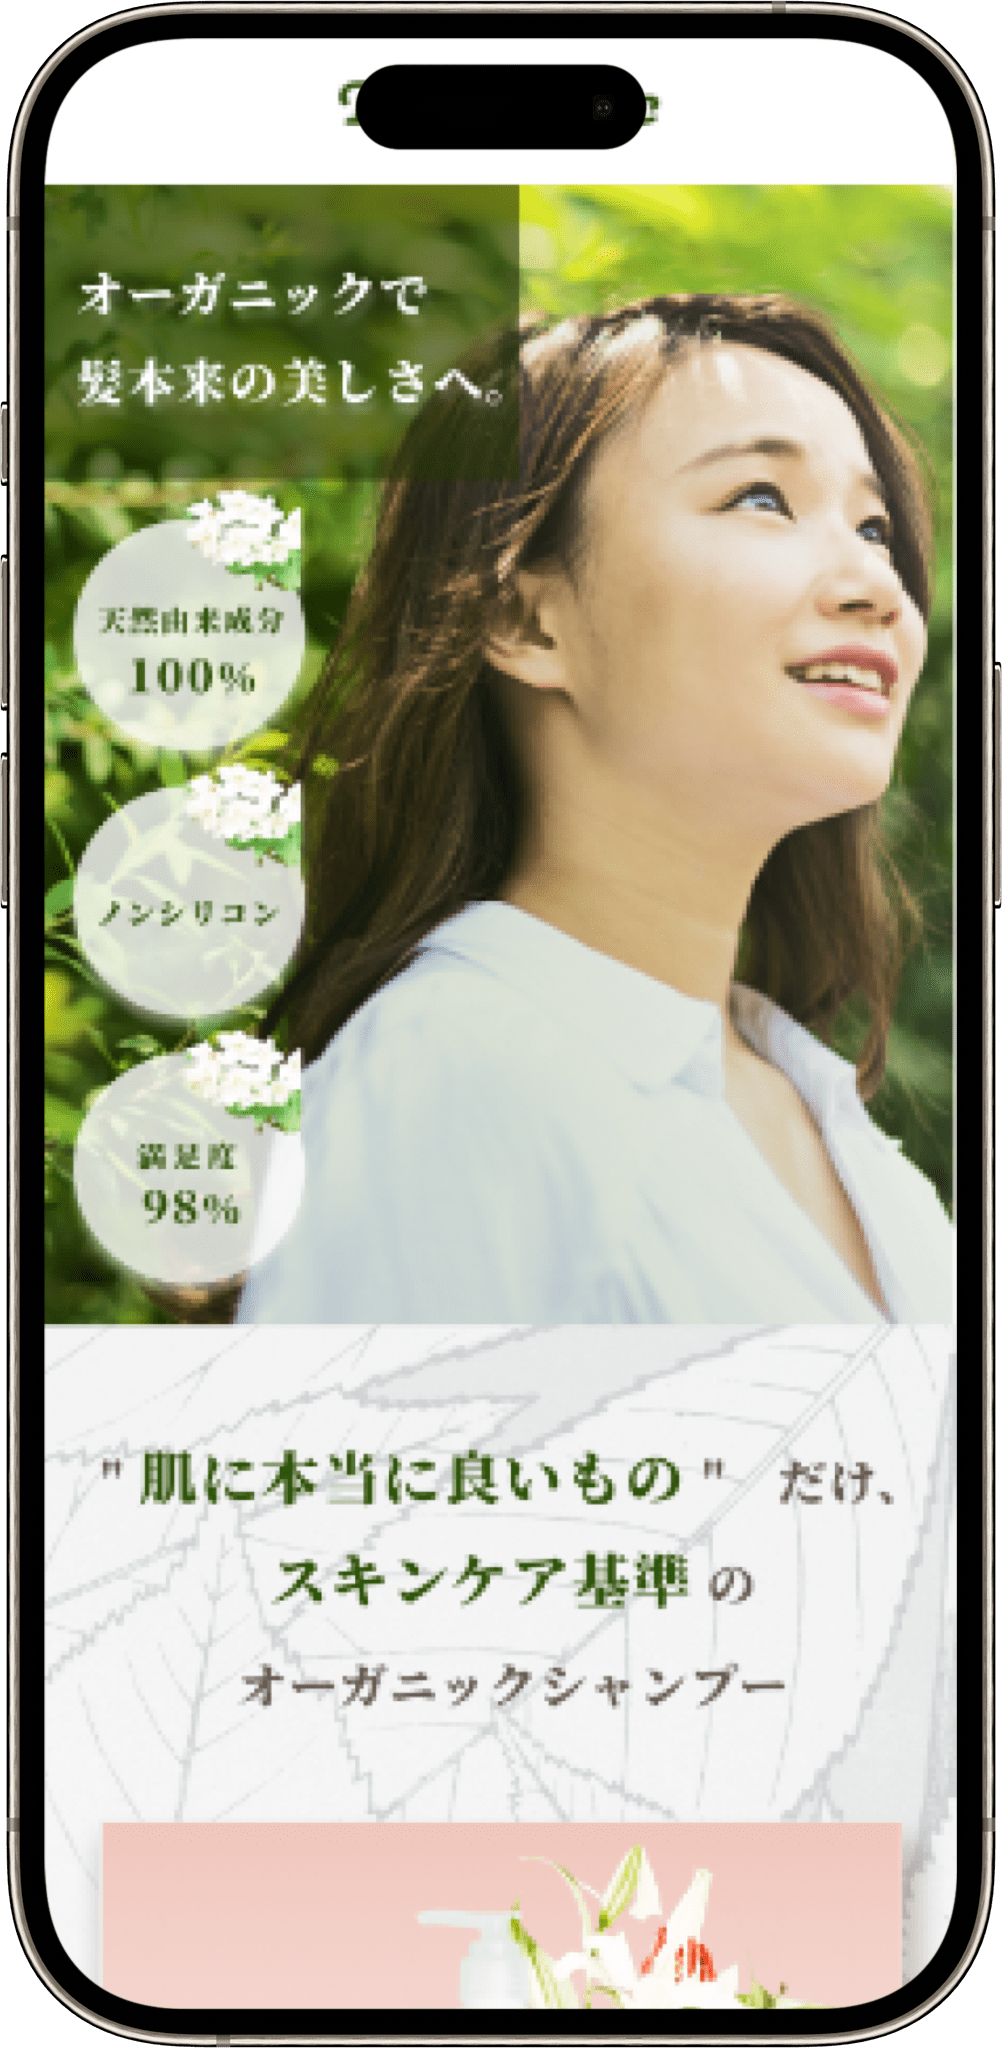 オーガニックで
髪本来の美しさへ。
天然由来成分
100%
ノンシリコン
満足度
98%
"肌に本当に良いもの" だけ、
スキンケア基準の
オーガニックシャンプー